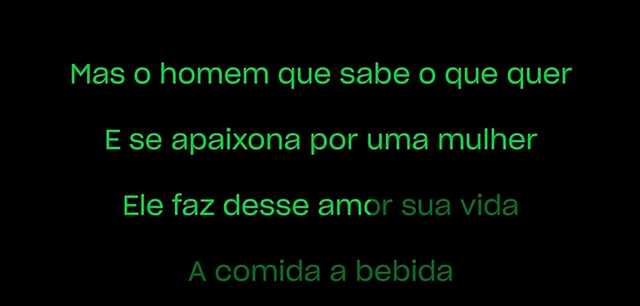 Mas o homem que sabe o que quer
E se apaixona por uma mulher
Ele faz desse amor sua vida
A comida a bebida